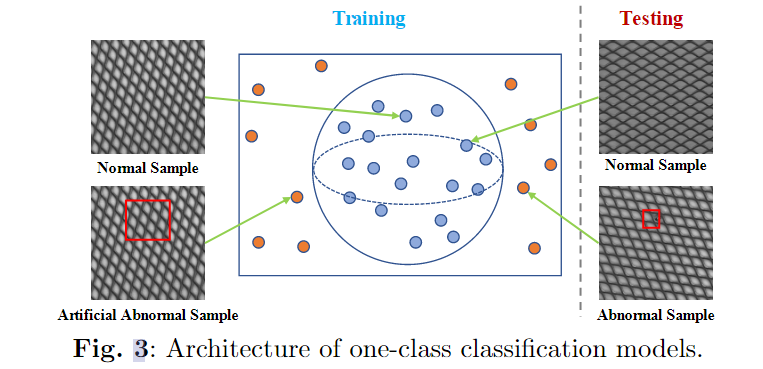 Training
Testing
Normal Sample
Normal Sample
Artificial Abnormal Sample
Abnormal Sample
Fig. 3: Architecture of one-class classification models.